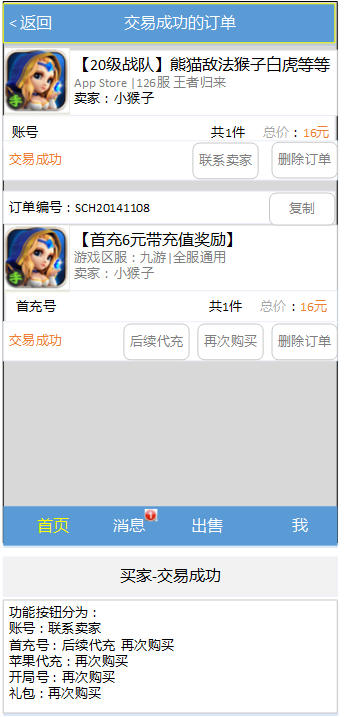 < 返回 交易成功的订单
【20级战队】熊猫敌法猴子白虎等等
App Store |126服 王者归来
卖家：小猴子
手
账号 共1件 总价：16元
交易成功 联系卖家 删除订单
订单编号：SCH20141108 复制
【首充6元带充值奖励】
游戏区服：九游|全服通用
卖家：小猴子
手
首充号 共1件 总价：16元
交易成功 后续代充 再次购买 删除订单
首页 消息 出售 我
买家-交易成功
功能按钮分为：
账号：联系卖家
首充号：后续代充 再次购买
苹果代充：再次购买
开局号：再次购买
礼包：再次购买